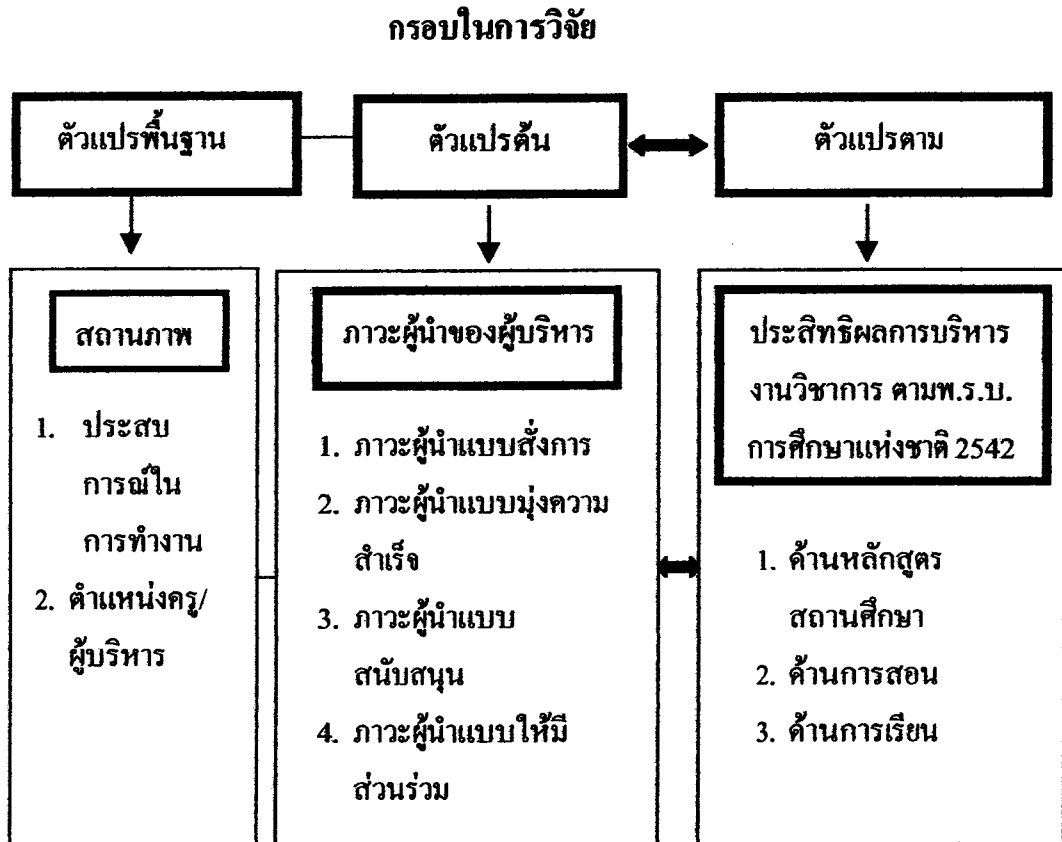 กรอบในการวิจัย
ตัวแปรพื้นฐาน
ตัวแปรต้น
ตัวแปรตาม
สถานภาพ
1. ประสบ
การณ์ใน
การทำงาน
2. ตำแหน่งครู/
ผู้บริหาร
ภาวะผู้นำของผู้บริหาร
1. ภาวะผู้นำแบบสั่งการ
2. ภาวะผู้นำแบบมุ่งความ
สำเร็จ
3. ภาวะผู้นำแบบ
สนับสนุน
4. ภาวะผู้นำแบบให้มี
ส่วนร่วม
ประสิทธิผลการบริหาร
งานวิชาการ ตามพ.ร.บ.
การศึกษาแห่งชาติ 2542
1. ด้านหลักสูตร
สถานศึกษา
2. ด้านการสอน
3. ด้านการเรียน